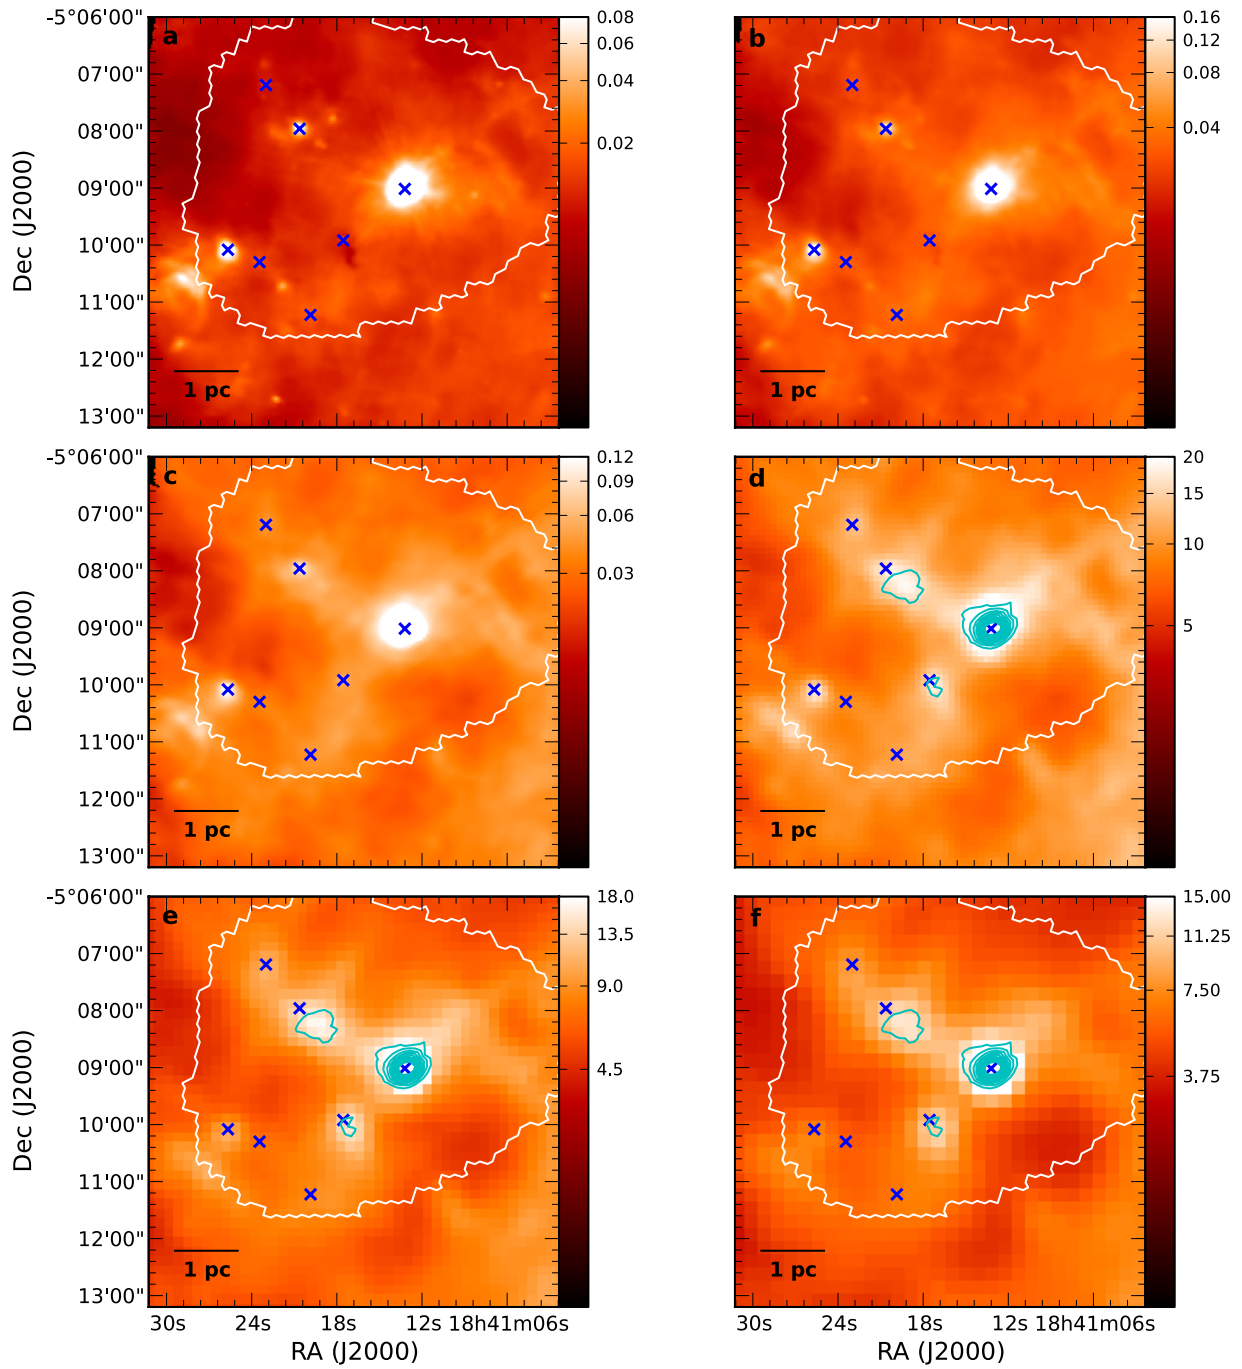 -5°06'00"
07'00"
08'00"
09'00"
10'00"
11'00"
12'00"
13'00"
Dec (J2000)
a
1 pc
0.08
0.06
0.04
0.02
b
1 pc
0.16
0.12
0.08
0.04
-5°06'00"
07'00"
08'00"
09'00"
10'00"
11'00"
12'00"
13'00"
Dec (J2000)
c
1 pc
0.12
0.09
0.06
0.03
d
1 pc
20
15
10
5
-5°06'00"
07'00"
08'00"
09'00"
10'00"
11'00"
12'00"
13'00"
Dec (J2000)
e
1 pc
18.0
13.5
9.0
4.5
f
1 pc
15.00
11.25
7.50
3.75
30s 24s 18s 12s 18h41m06s
RA (J2000)
30s 24s 18s 12s 18h41m06s
RA (J2000)